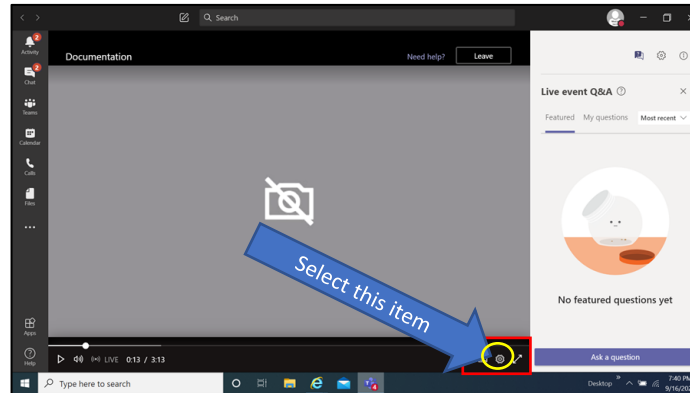 Search
2
Activity
Documentation
Need help?
Leave
2
Chat
Live event Q&A
Teams
Featured My questions Most recent
Calendar
Calls
Files
Select this item
No featured questions yet
Apps
LIVE 0:13 / 3:13
Ask a question
Help
Type here to search
Desktop
7:40 PM